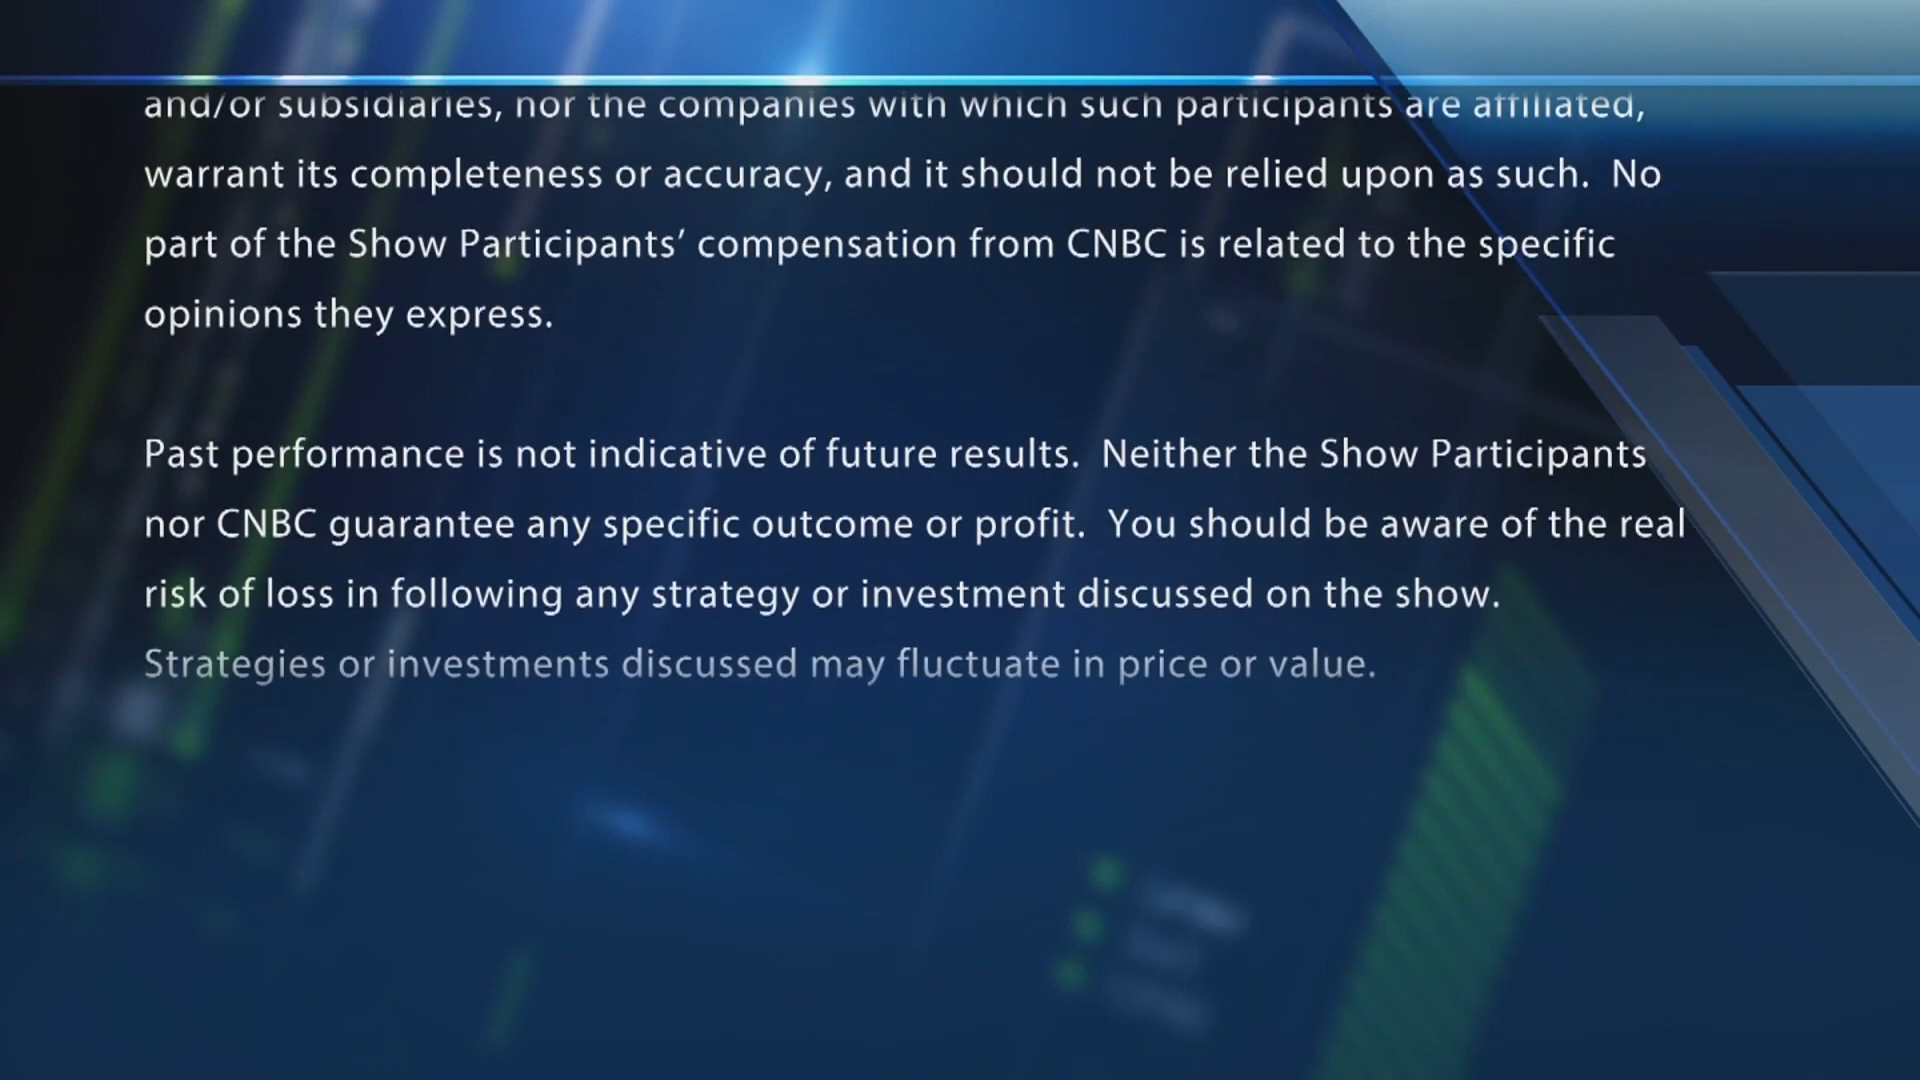 and/or subsidiaries, nor the companies with which such participants are affiliated,
warrant its completeness or accuracy, and it should not be relied upon as such.  No
part of the Show Participants’ compensation from CNBC is related to the specific
opinions they express.
Past performance is not indicative of future results.  Neither the Show Participants
nor CNBC guarantee any specific outcome or profit.  You should be aware of the real
risk of loss in following any strategy or investment discussed on the show.
Strategies or investments discussed may fluctuate in price or value.